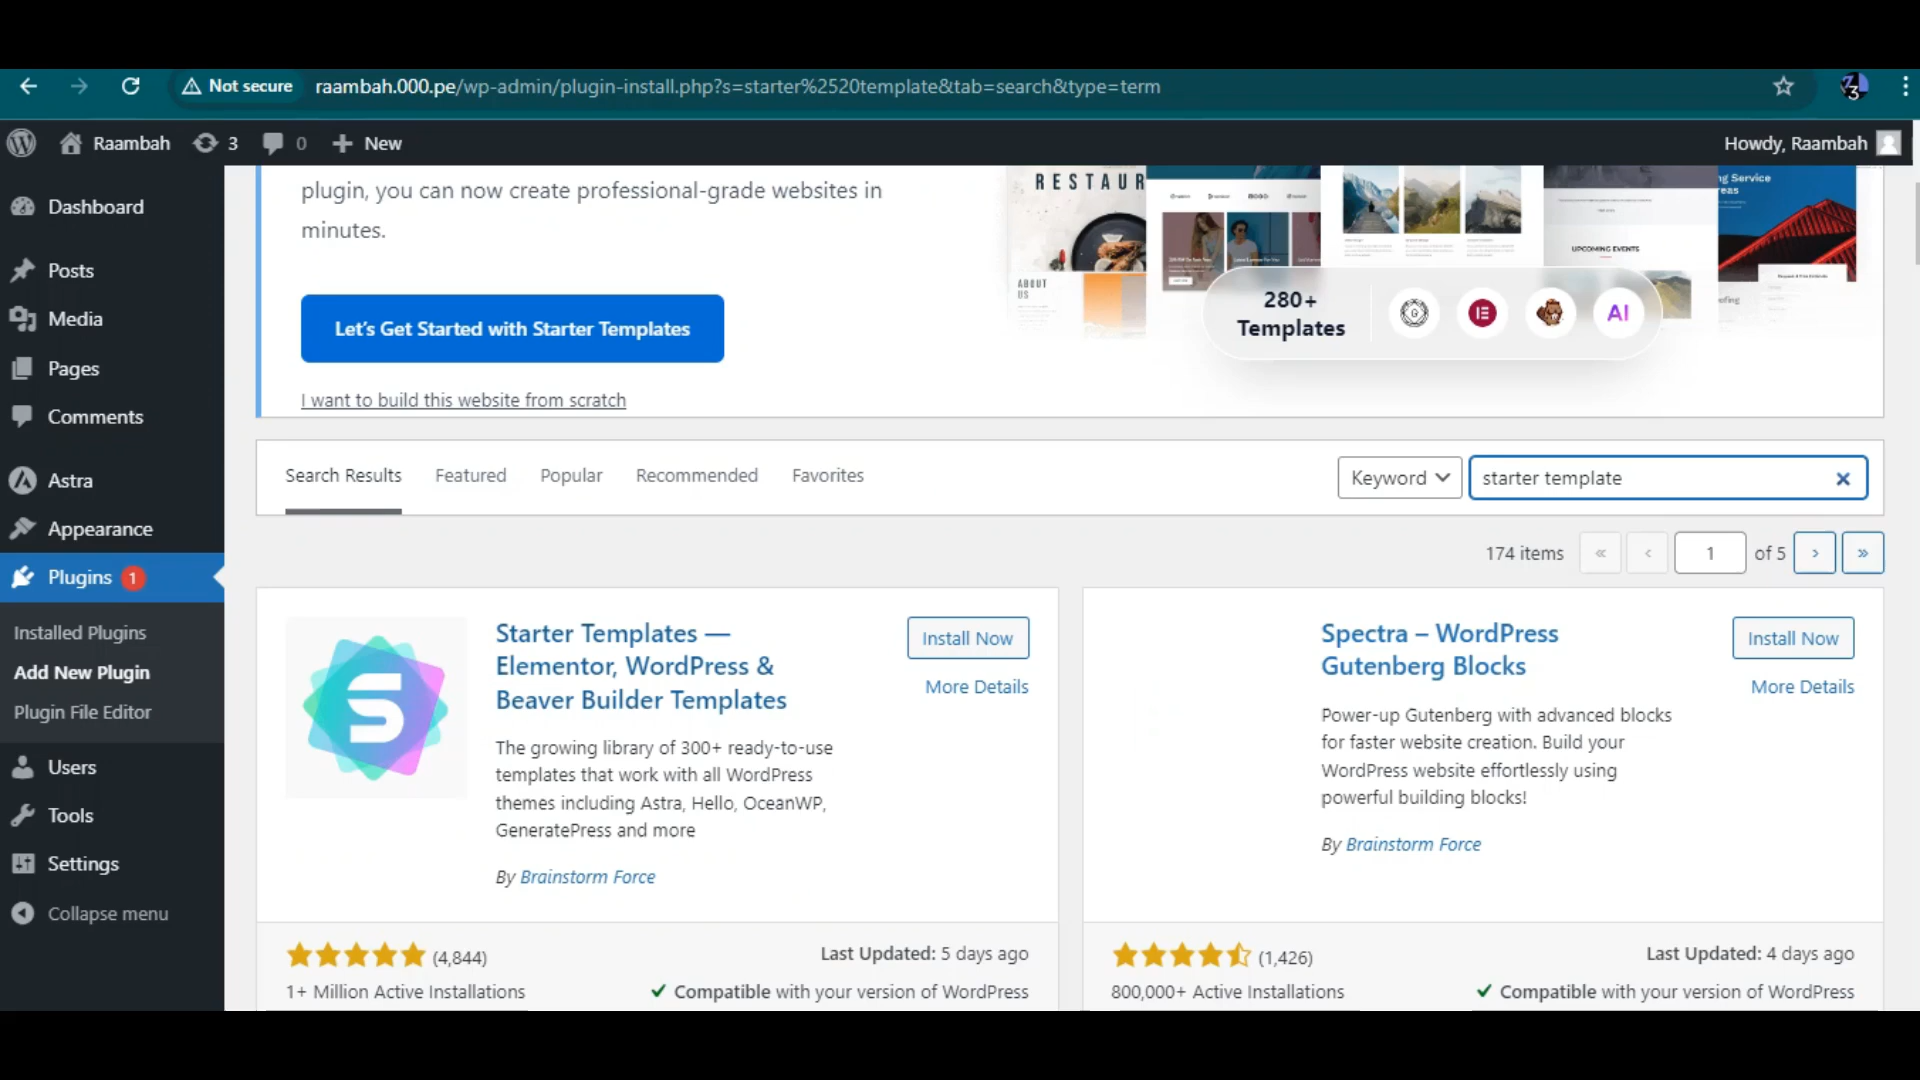 Not secure raambah.000.pe/wp-admin/plugin-install.php?s=starter%2520template&tab=search&type=term
Raambah 3 0 New Howdy, Raambah
Dashboard
Posts
Media
Pages
Comments
Astra
Appearance
Plugins 1
Installed Plugins
Add New Plugin
Plugin File Editor
Users
Tools
Settings
Collapse menu
plugin, you can now create professional-grade websites in
minutes.
Let's Get Started with Starter Templates
I want to build this website from scratch
RESTAUR
ABOUT
US
UPCOMING EVENTS
ng Service
reas
280+
Templates
AI
Search Results Featured Popular Recommended Favorites Keyword starter template
174 items « ‹ 1 of 5 › »
Starter Templates —
Elementor, WordPress &
Beaver Builder Templates
Install Now
More Details
The growing library of 300+ ready-to-use
templates that work with all WordPress
themes including Astra, Hello, OceanWP,
GeneratePress and more
By Brainstorm Force
(4,844)
Last Updated: 5 days ago
1+ Million Active Installations
Compatible with your version of WordPress
Spectra – WordPress
Gutenberg Blocks
Install Now
More Details
Power-up Gutenberg with advanced blocks
for faster website creation. Build your
WordPress website effortlessly using
powerful building blocks!
By Brainstorm Force
(1,426)
Last Updated: 4 days ago
800,000+ Active Installations
Compatible with your version of WordPress